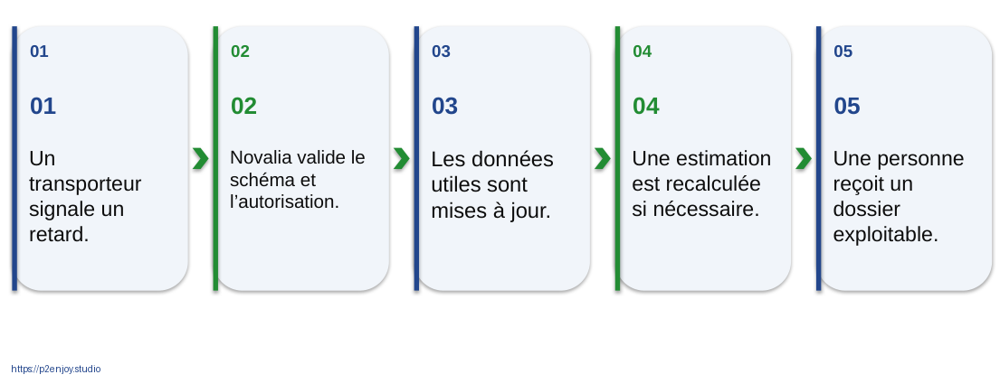 01
01
Un
transporteur
signale un
retard.
02
02
Novalia valide le
schéma et
l’autorisation.
03
03
Les données
utiles sont
mises à jour.
04
04
Une estimation
est recalculée
si nécessaire.
05
05
Une personne
reçoit un
dossier
exploitable.
https://p2enjoy.studio